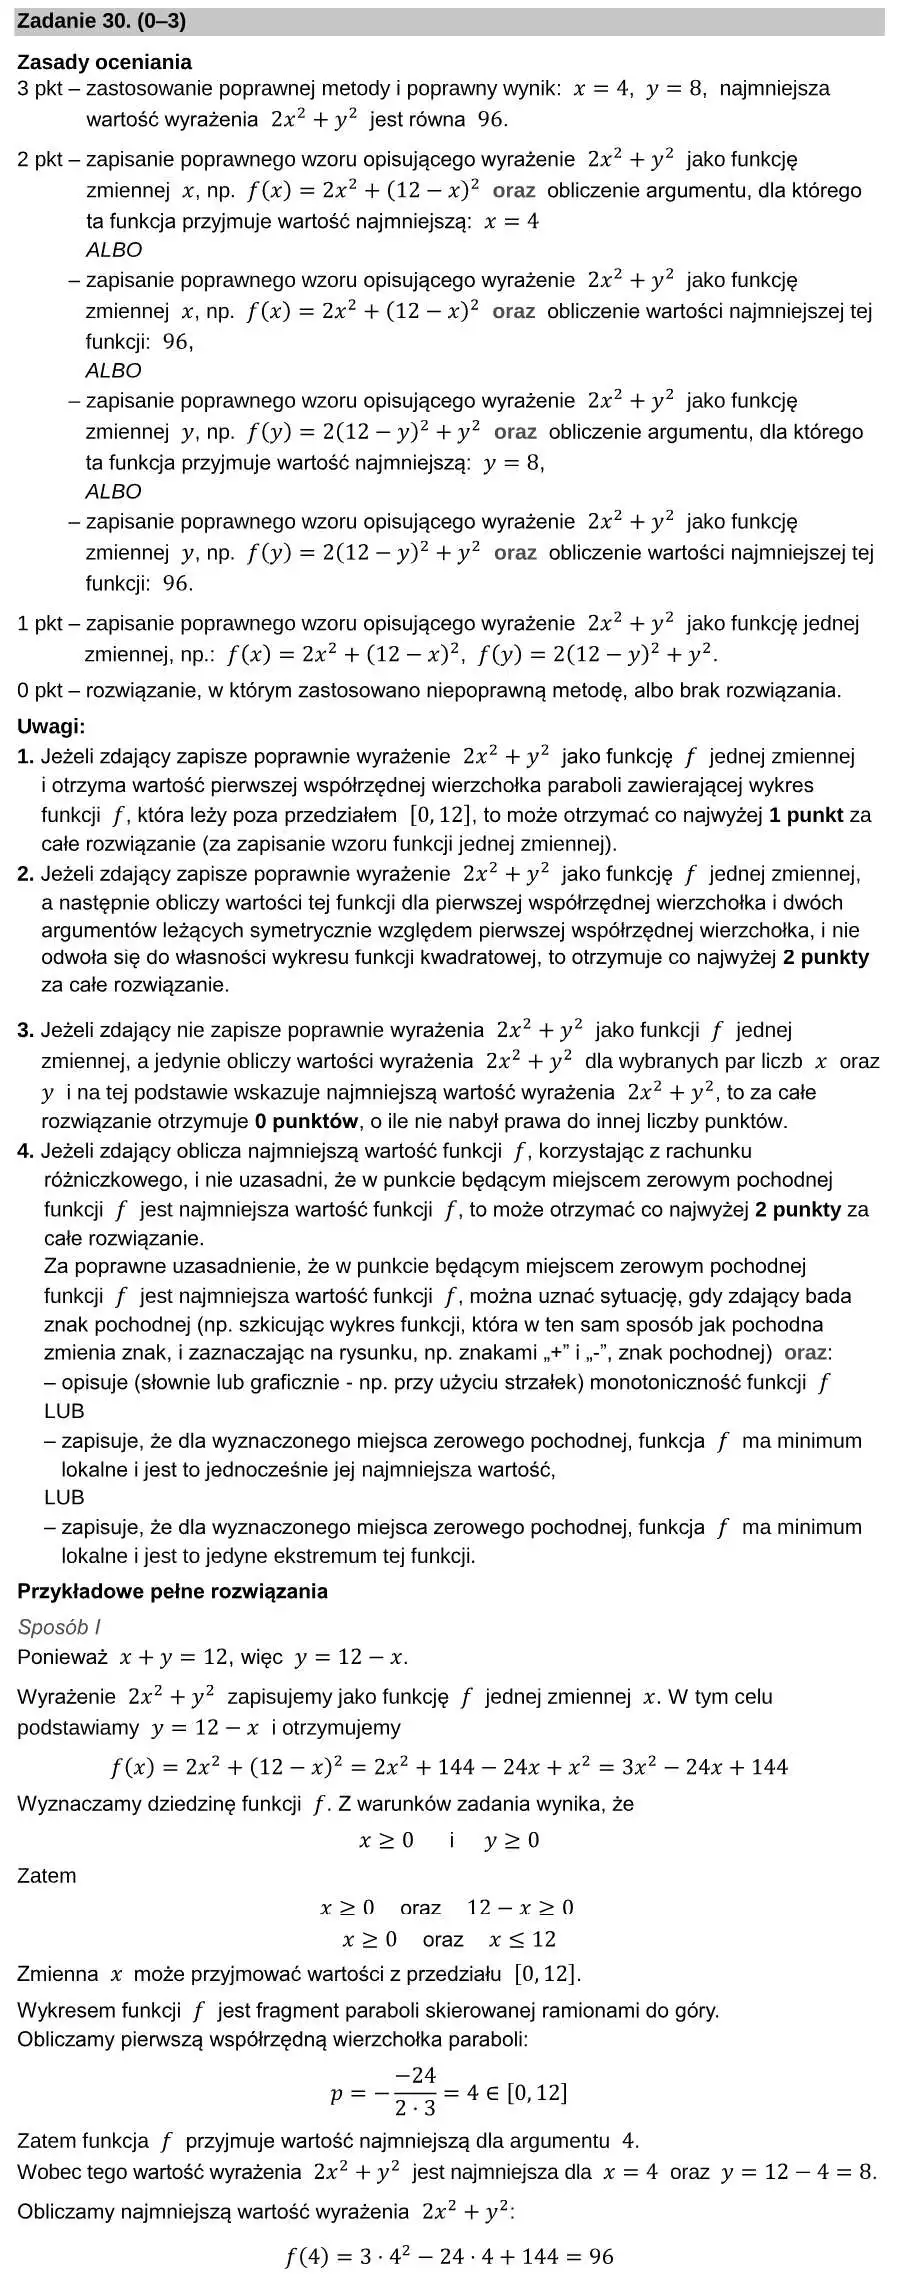 Zadanie 30. (0–3)
Zasady oceniania
3 pkt – zastosowanie poprawnej metody i poprawny wynik: x = 4, y = 8, najmniejsza
wartość wyrażenia 2x² + y² jest równa 96.
2 pkt – zapisanie poprawnego wzoru opisującego wyrażenie 2x² + y² jako funkcję
zmiennej x, np. f(x) = 2x² + (12 − x)² oraz obliczenie argumentu, dla którego
ta funkcja przyjmuje wartość najmniejszą: x = 4
ALBO
– zapisanie poprawnego wzoru opisującego wyrażenie 2x² + y² jako funkcję
zmiennej x, np. f(x) = 2x² + (12 − x)² oraz obliczenie wartości najmniejszej tej
funkcji: 96,
ALBO
– zapisanie poprawnego wzoru opisującego wyrażenie 2x² + y² jako funkcję
zmiennej y, np. f(y) = 2(12 − y)² + y² oraz obliczenie argumentu, dla którego
ta funkcja przyjmuje wartość najmniejszą: y = 8,
ALBO
– zapisanie poprawnego wzoru opisującego wyrażenie 2x² + y² jako funkcję
zmiennej y, np. f(y) = 2(12 − y)² + y² oraz obliczenie wartości najmniejszej tej
funkcji: 96.
1 pkt – zapisanie poprawnego wzoru opisującego wyrażenie 2x² + y² jako funkcję jednej
zmiennej, np.: f(x) = 2x² + (12 − x)², f(y) = 2(12 − y)² + y².
0 pkt – rozwiązanie, w którym zastosowano niepoprawną metodę, albo brak rozwiązania.
Uwagi:
1. Jeżeli zdający zapisze poprawnie wyrażenie 2x² + y² jako funkcję f jednej zmiennej
i otrzyma wartość pierwszej współrzędnej wierzchołka paraboli zawierającej wykres
funkcji f, która leży poza przedziałem [0, 12], to może otrzymać co najwyżej 1 punkt za
całe rozwiązanie (za zapisanie wzoru funkcji jednej zmiennej).
2. Jeżeli zdający zapisze poprawnie wyrażenie 2x² + y² jako funkcję f jednej zmiennej,
a następnie obliczy wartości tej funkcji dla pierwszej współrzędnej wierzchołka i dwóch
argumentów leżących symetrycznie względem pierwszej współrzędnej wierzchołka, i nie
odwoła się do własności wykresu funkcji kwadratowej, to otrzymuje co najwyżej 2 punkty
za całe rozwiązanie.
3. Jeżeli zdający nie zapisze poprawnie wyrażenia 2x² + y² jako funkcji f jednej
zmiennej, a jedynie obliczy wartości wyrażenia 2x² + y² dla wybranych par liczb x oraz
y i na tej podstawie wskazuje najmniejszą wartość wyrażenia 2x² + y², to za całe
rozwiązanie otrzymuje 0 punktów, o ile nie nabył prawa do innej liczby punktów.
4. Jeżeli zdający oblicza najmniejszą wartość funkcji f, korzystając z rachunku
różniczkowego, i nie uzasadni, że w punkcie będącym miejscem zerowym pochodnej
funkcji f jest najmniejsza wartość funkcji f, to może otrzymać co najwyżej 2 punkty za
całe rozwiązanie.
Za poprawne uzasadnienie, że w punkcie będącym miejscem zerowym pochodnej
funkcji f jest najmniejsza wartość funkcji f, można uznać sytuację, gdy zdający bada
znak pochodnej (np. szkicując wykres funkcji, która w ten sam sposób jak pochodna
zmienia znak, i zaznaczając na rysunku, np. znakami „+” i „-”, znak pochodnej) oraz:
– opisuje (słownie lub graficznie - np. przy użyciu strzałek) monotoniczność funkcji f
LUB
– zapisuje, że dla wyznaczonego miejsca zerowego pochodnej, funkcja f ma minimum
lokalne i jest to jednocześnie jej najmniejsza wartość,
LUB
– zapisuje, że dla wyznaczonego miejsca zerowego pochodnej, funkcja f ma minimum
lokalne i jest to jedyne ekstremum tej funkcji.
Przykładowe pełne rozwiązania
Sposób I
Ponieważ x + y = 12, więc y = 12 − x.
Wyrażenie 2x² + y² zapisujemy jako funkcję f jednej zmiennej x. W tym celu
podstawiamy y = 12 − x i otrzymujemy
f(x) = 2x² + (12 − x)² = 2x² + 144 − 24x + x² = 3x² − 24x + 144
Wyznaczamy dziedzinę funkcji f. Z warunków zadania wynika, że
x ≥ 0 i y ≥ 0
Zatem
x ≥ 0 oraz 12 − x ≥ 0
x ≥ 0 oraz x ≤ 12
Zmienna x może przyjmować wartości z przedziału [0, 12].
Wykresem funkcji f jest fragment paraboli skierowanej ramionami do góry.
Obliczamy pierwszą współrzędną wierzchołka paraboli:
p = − −24 / 2 · 3 = 4 ∈ [0, 12]
Zatem funkcja f przyjmuje wartość najmniejszą dla argumentu 4.
Wobec tego wartość wyrażenia 2x² + y² jest najmniejsza dla x = 4 oraz y = 12 − 4 = 8.
Obliczamy najmniejszą wartość wyrażenia 2x² + y²:
f(4) = 3 · 4² − 24 · 4 + 144 = 96